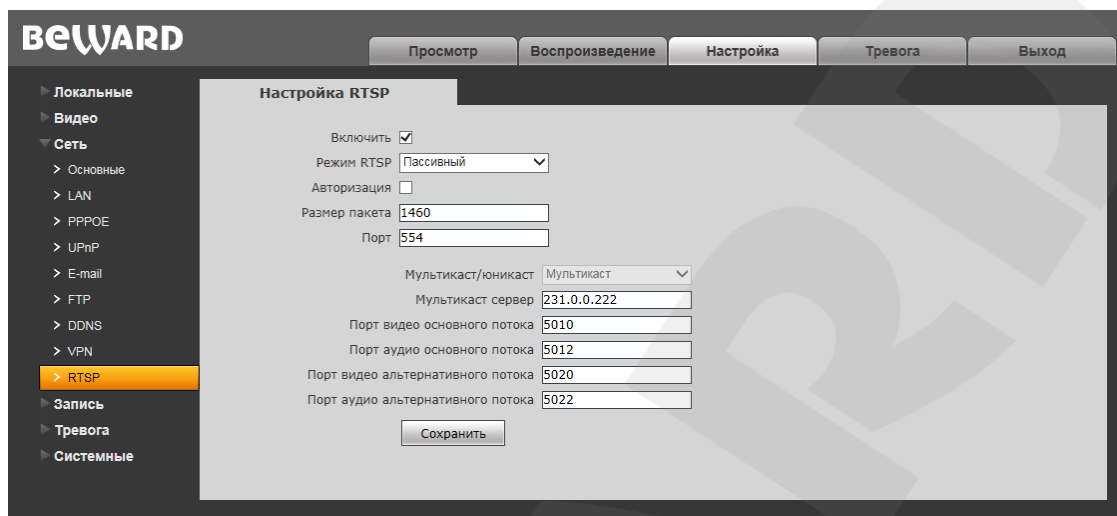 BEWARD
Просмотр Воспроизведение Настройка Тревога Выход
Локальные
Видео
Сеть
> Основные
> LAN
> PPPOE
> UPnP
> E-mail
> FTP
> DDNS
> VPN
> RTSP
Запись
Тревога
Системные
Настройка RTSP
Включить
Режим RTSP Пассивный
Авторизация
Размер пакета 1460
Порт 554
Мультикаст/юникаст Мультикаст
Мультикаст сервер 231.0.0.222
Порт видео основного потока 5010
Порт аудио основного потока 5012
Порт видео альтернативного потока 5020
Порт аудио альтернативного потока 5022
Сохранить